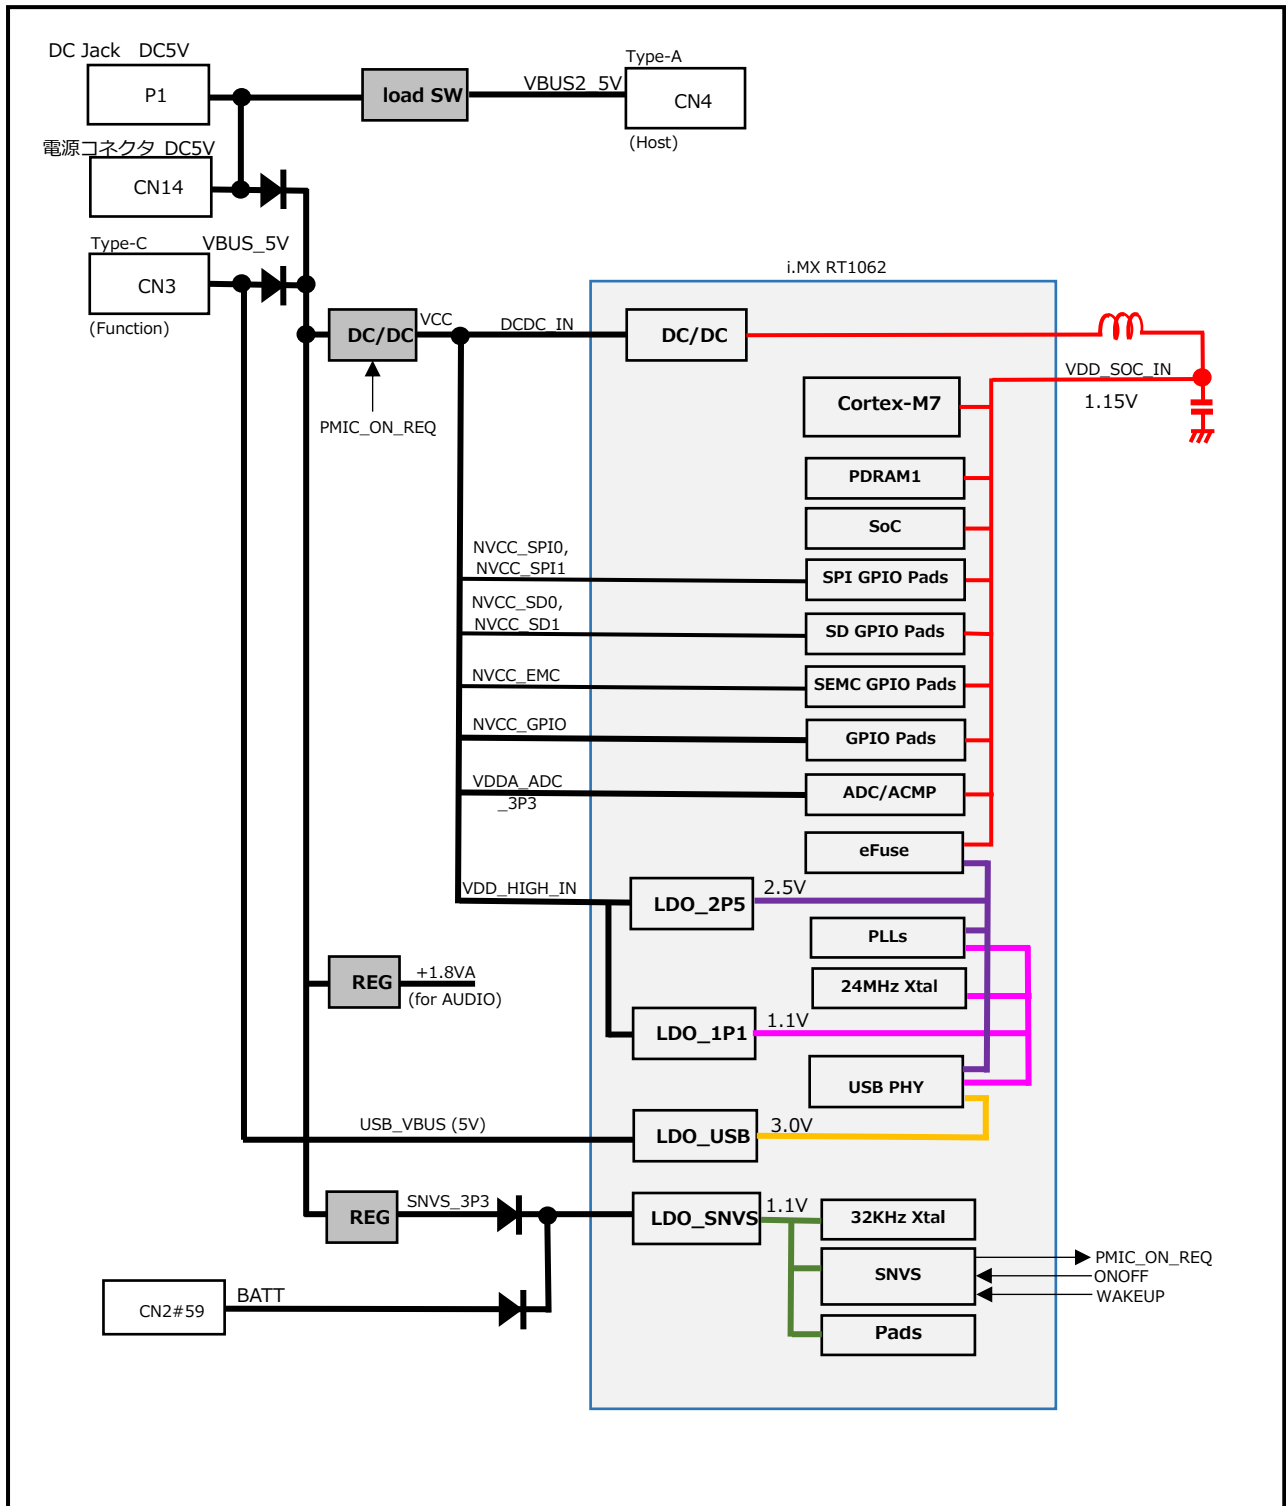 DC Jack DC5V
P1
load SW
VBUS2_5V
Type-A
CN4
(Host)
電源コネクタ DC5V
CN14
Type-C
VBUS_5V
CN3
(Function)
i.MX RT1062
DC/DC
VCC
DCDC_IN
DC/DC
PMIC_ON_REQ
VDD_SOC_IN
1.15V
Cortex-M7
PDRAM1
SoC
NVCC_SPI0,
NVCC_SPI1
SPI GPIO Pads
NVCC_SD0,
NVCC_SD1
SD GPIO Pads
NVCC_EMC
SEMC GPIO Pads
NVCC_GPIO
GPIO Pads
VDDA_ADC
_3P3
ADC/ACMP
eFuse
VDD_HIGH_IN
LDO_2P5
2.5V
PLLs
REG
+1.8VA
(for AUDIO)
24MHz Xtal
LDO_1P1
1.1V
USB PHY
USB_VBUS (5V)
LDO_USB
3.0V
REG
SNVS_3P3
LDO_SNVS
1.1V
32KHz Xtal
SNVS
PMIC_ON_REQ
ONOFF
WAKEUP
CN2#59
BATT
Pads